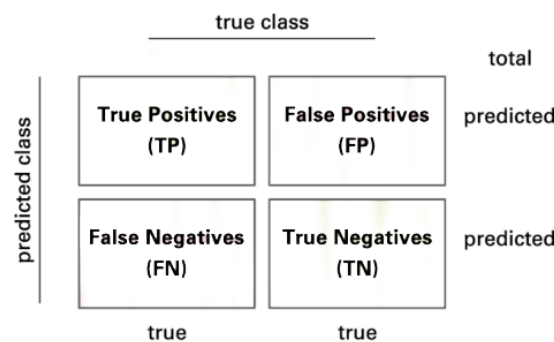 true class
total
predicted class
True Positives
(TP)
False Positives
(FP)
predicted
False Negatives
(FN)
True Negatives
(TN)
predicted
true
true